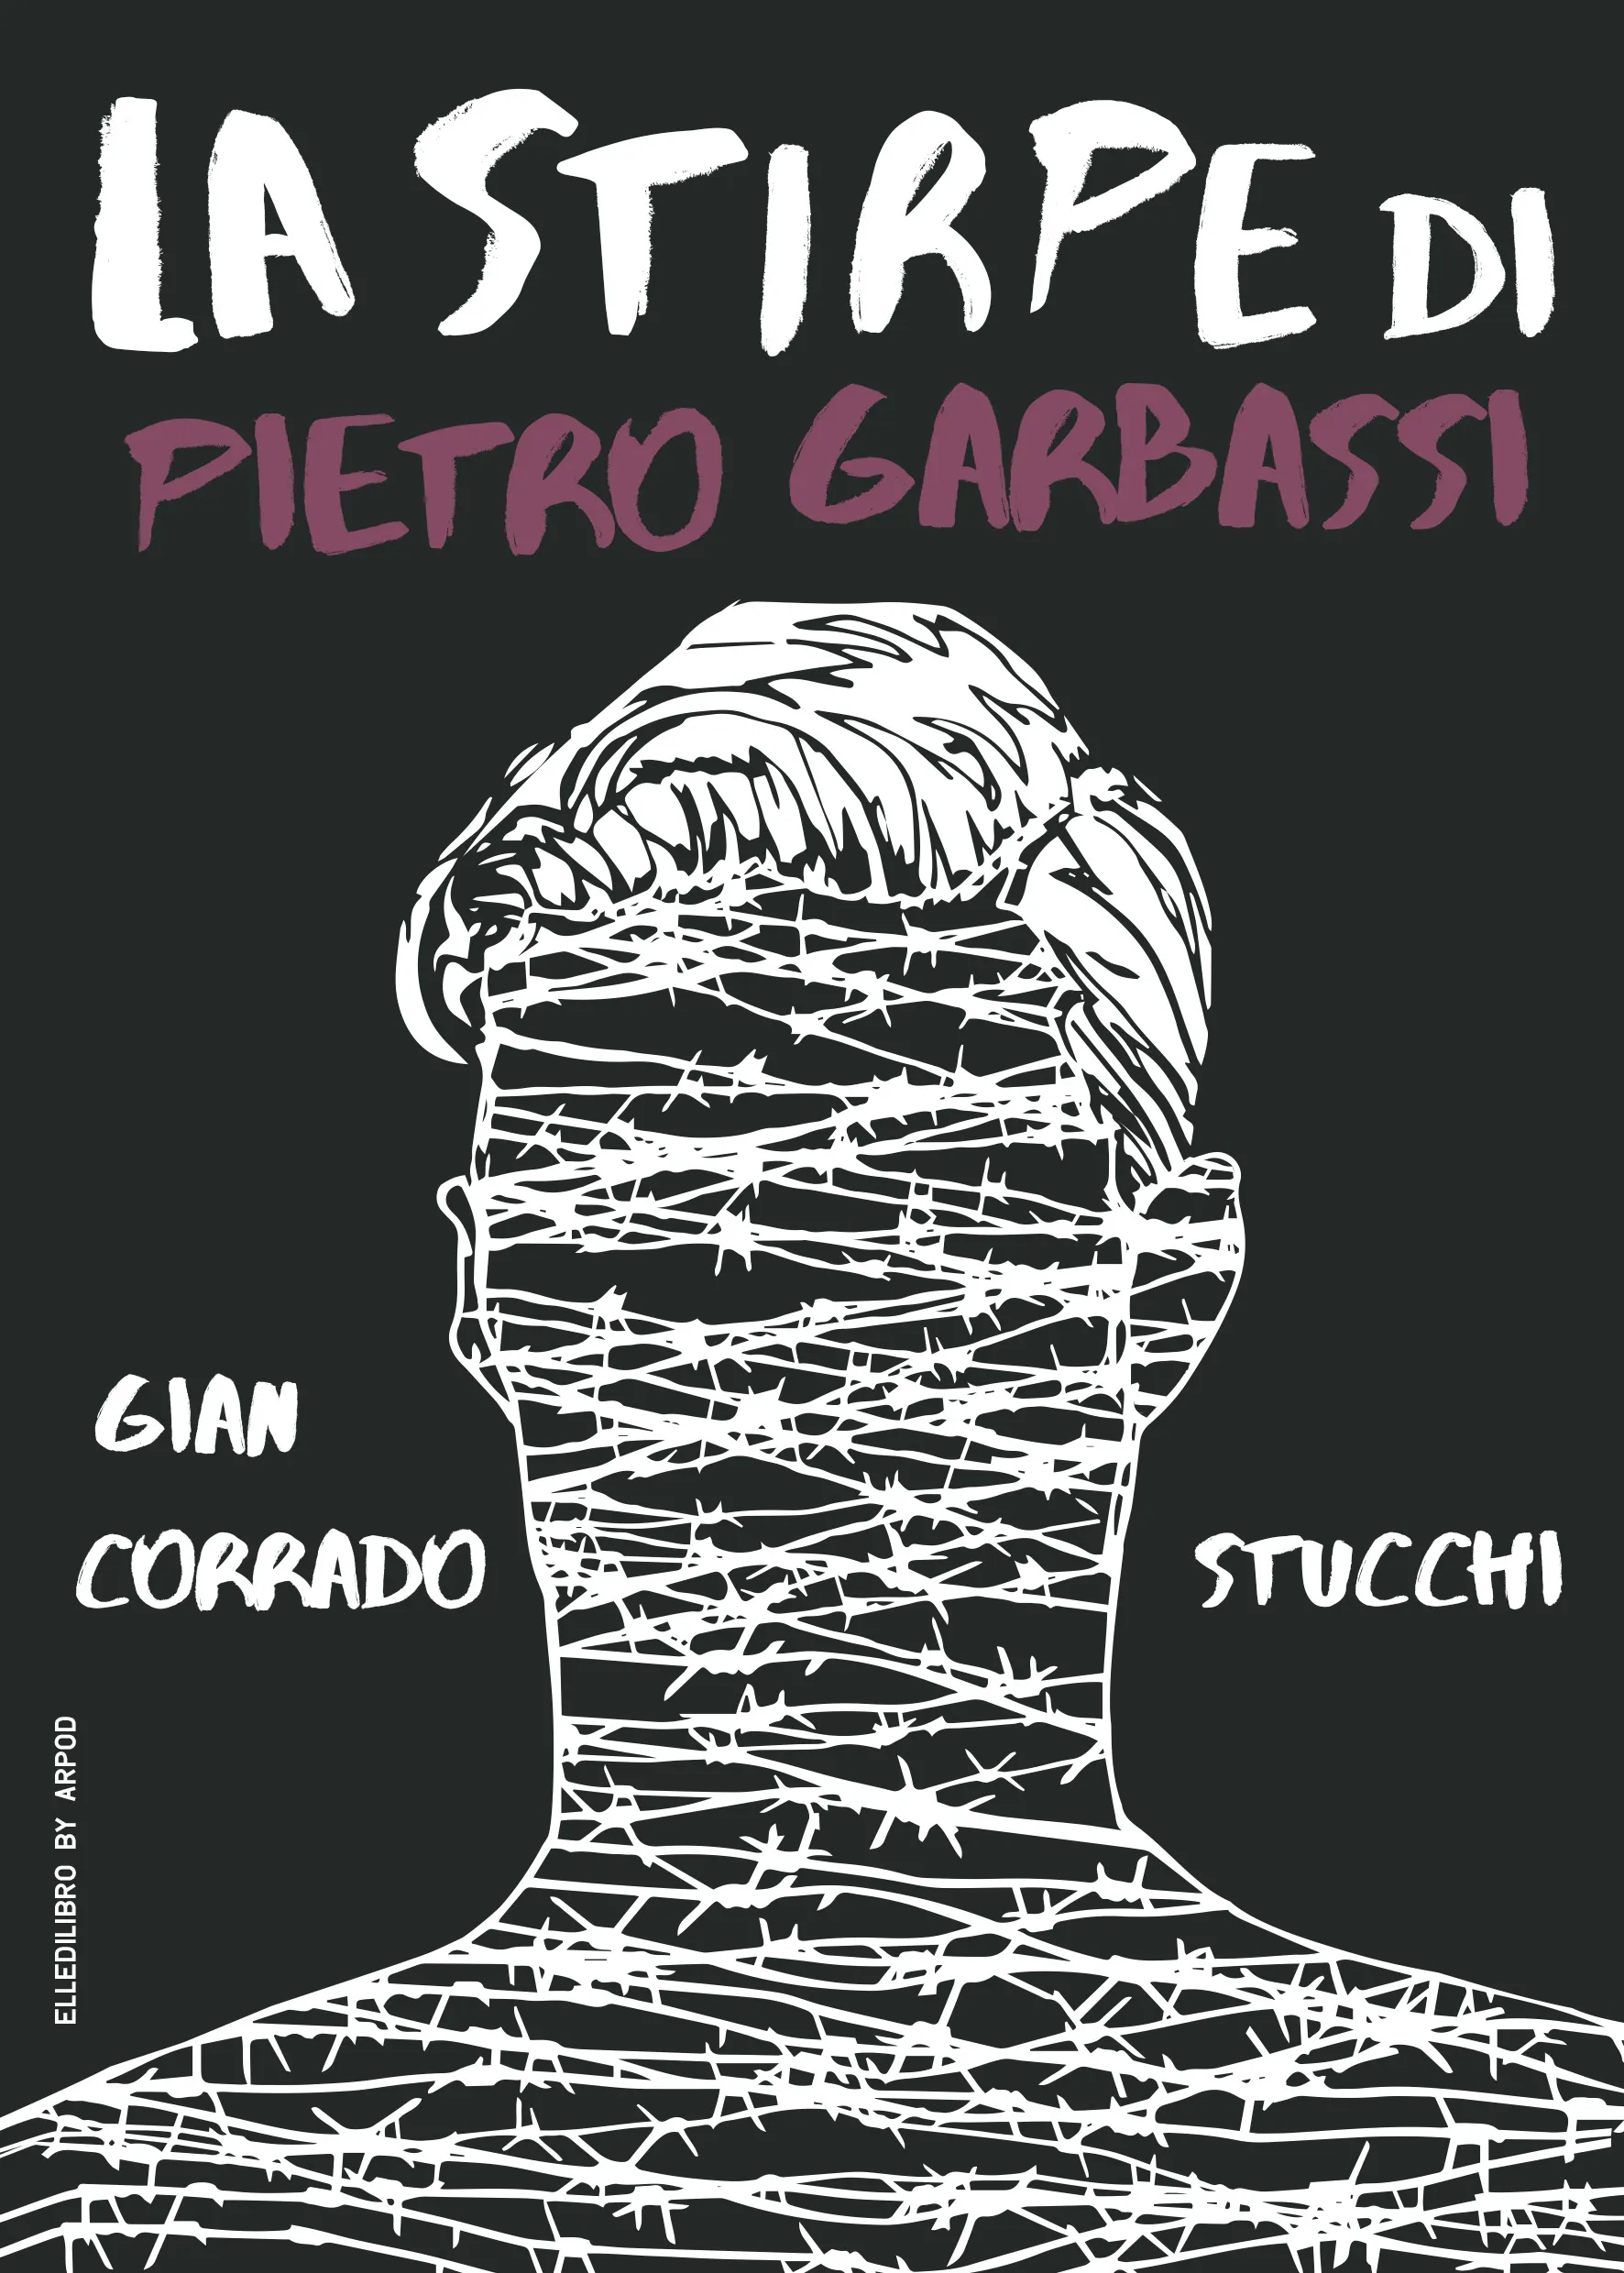 LA STIRPE DI
PIETRO GARBASSI
GIAN
CORRADO STUCCHI
ELLEDILIBRO BY ARPOD